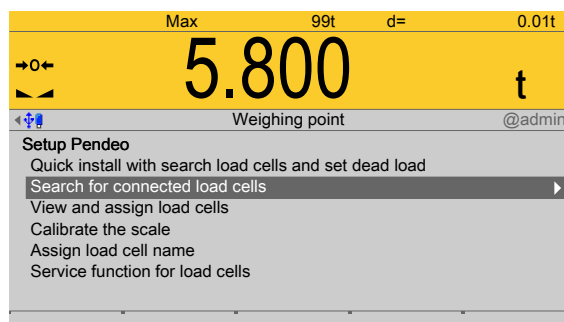 Max 99t d= 0.01t
→0←
5.800 t
Weighing point @admin
Setup Pendeo
Quick install with search load cells and set dead load
Search for connected load cells
View and assign load cells
Calibrate the scale
Assign load cell name
Service function for load cells